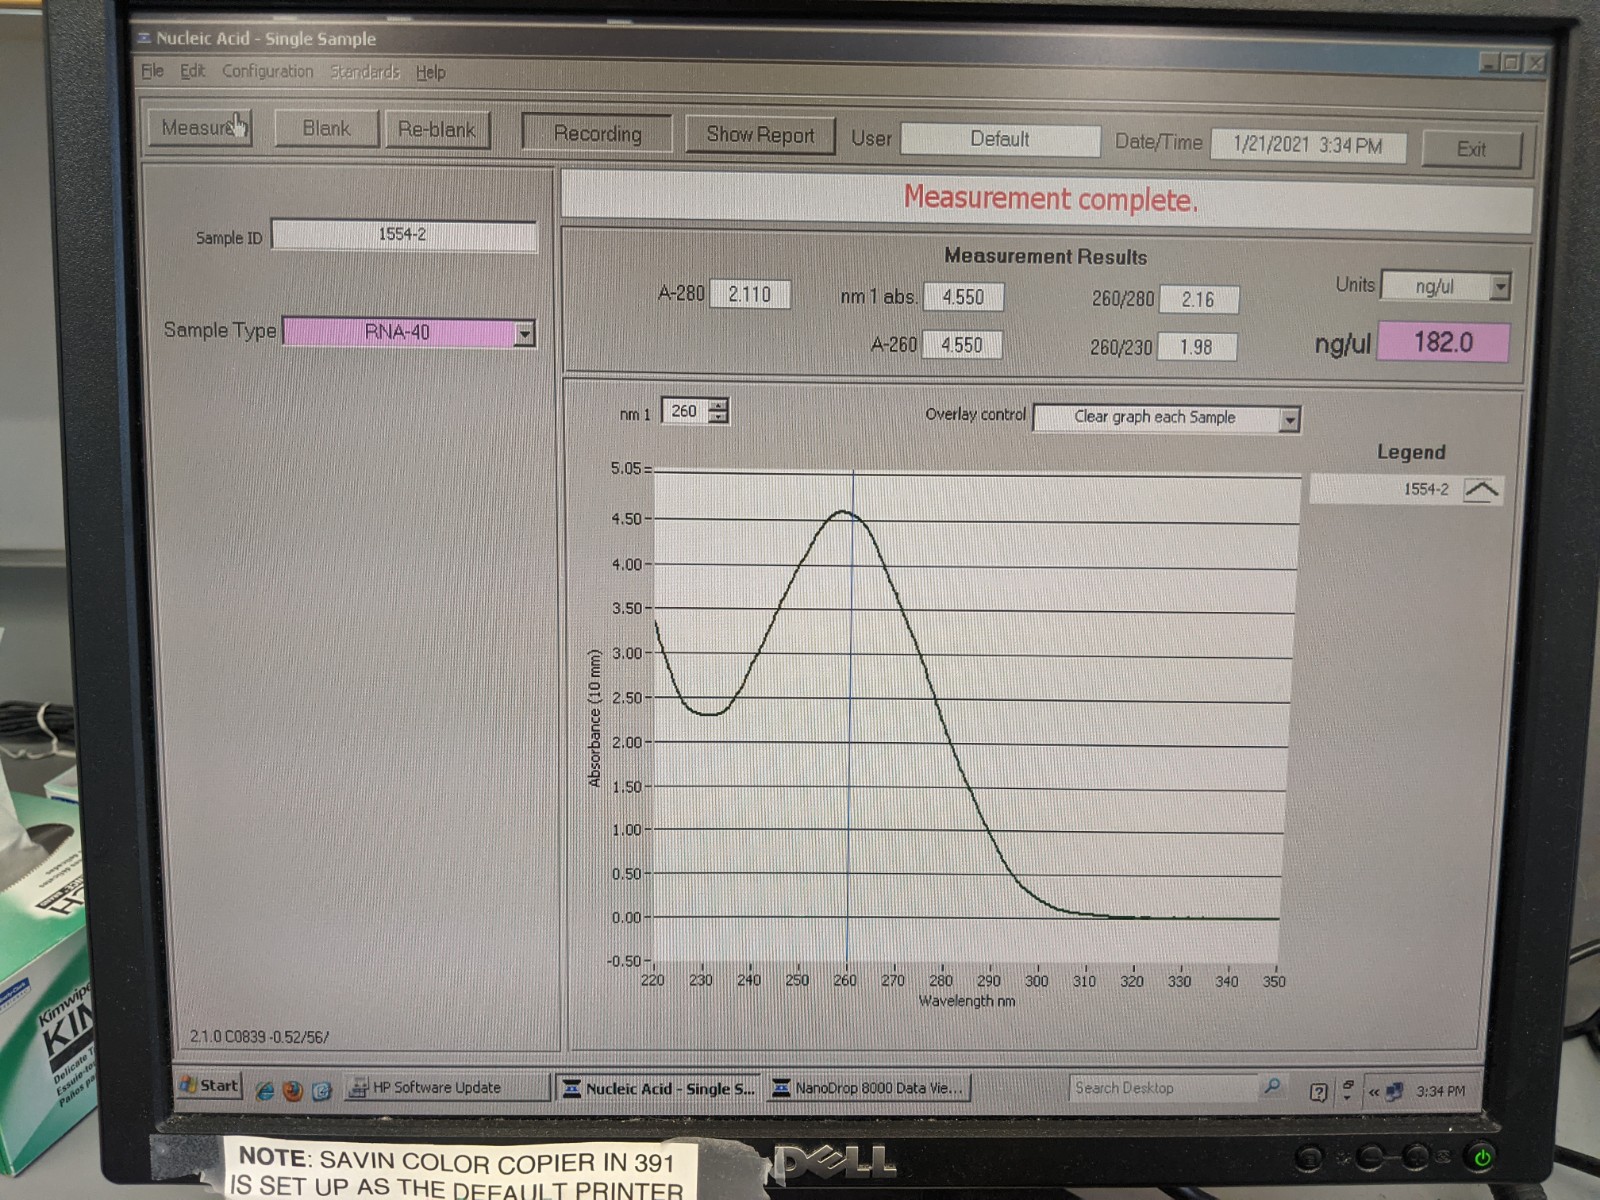 Nucleic Acid - Single Sample
File Edit Configuration Standards Help
Measure Blank Re-blank Recording Show Report User Default Date/Time 1/21/2021 3:34 PM Exit
Measurement complete.
Sample ID 1554-2
Sample Type RNA-40
Measurement Results
A-280 2.110 nm 1 abs. 4.550 260/280 2.16 Units ng/ul
A-260 4.550 260/230 1.98 ng/ul 182.0
nm 1 260 Overlay control Clear graph each Sample
Legend
1554-2
5.05
4.50
4.00
3.50
3.00
2.50
2.00
1.50
1.00
0.50
0.00
-0.50
Absorbance (10 mm)
220 230 240 250 260 270 280 290 300 310 320 330 340 350
Wavelength nm
2.1.0 C0839 -0.52/56/
Start HP Software Update Nucleic Acid - Single S... NanoDrop 8000 Data Vie... Search Desktop « 3:34 PM
DELL
NOTE: SAVIN COLOR COPIER IN 391
IS SET UP AS THE DEFAULT PRINTER
Kimwip
KIM
Delicate